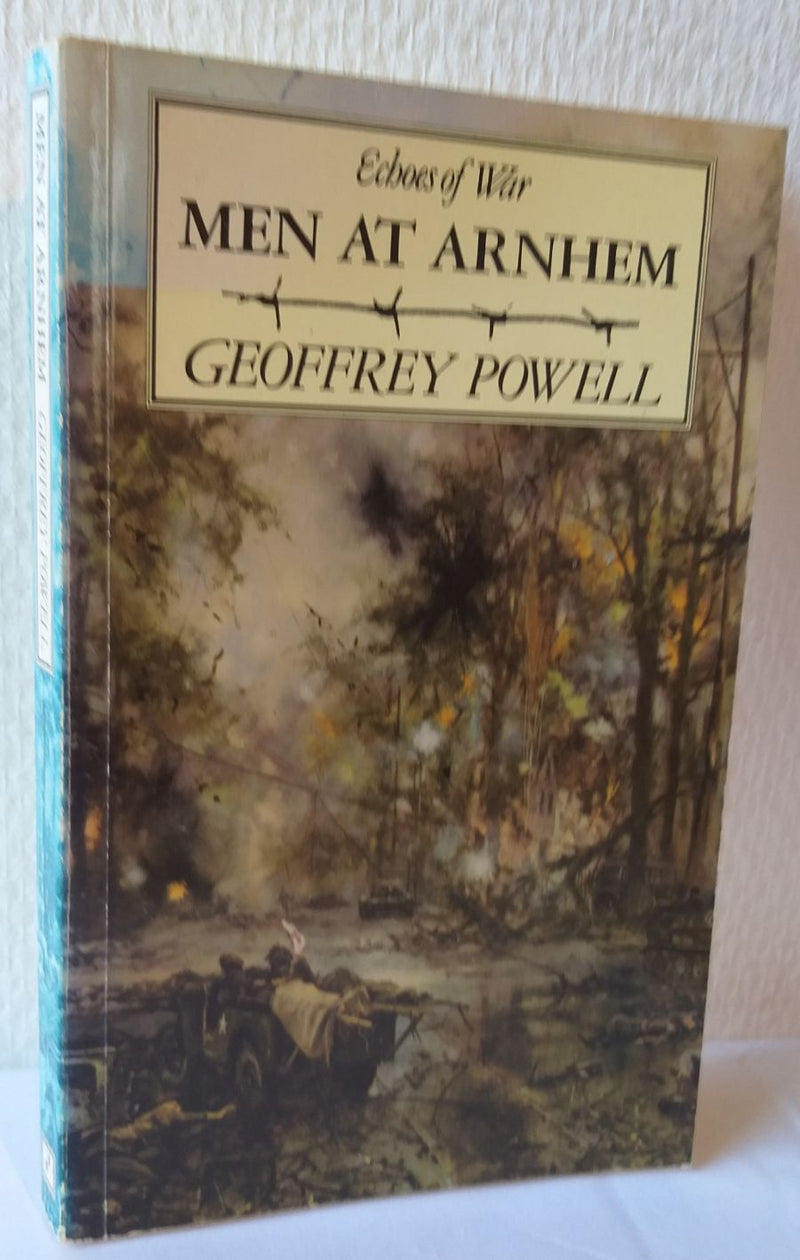 Echoes of War
MEN AT ARNHEM
GEOFFREY POWELL
MEN AT ARNHEM GEOFFREY POWELL